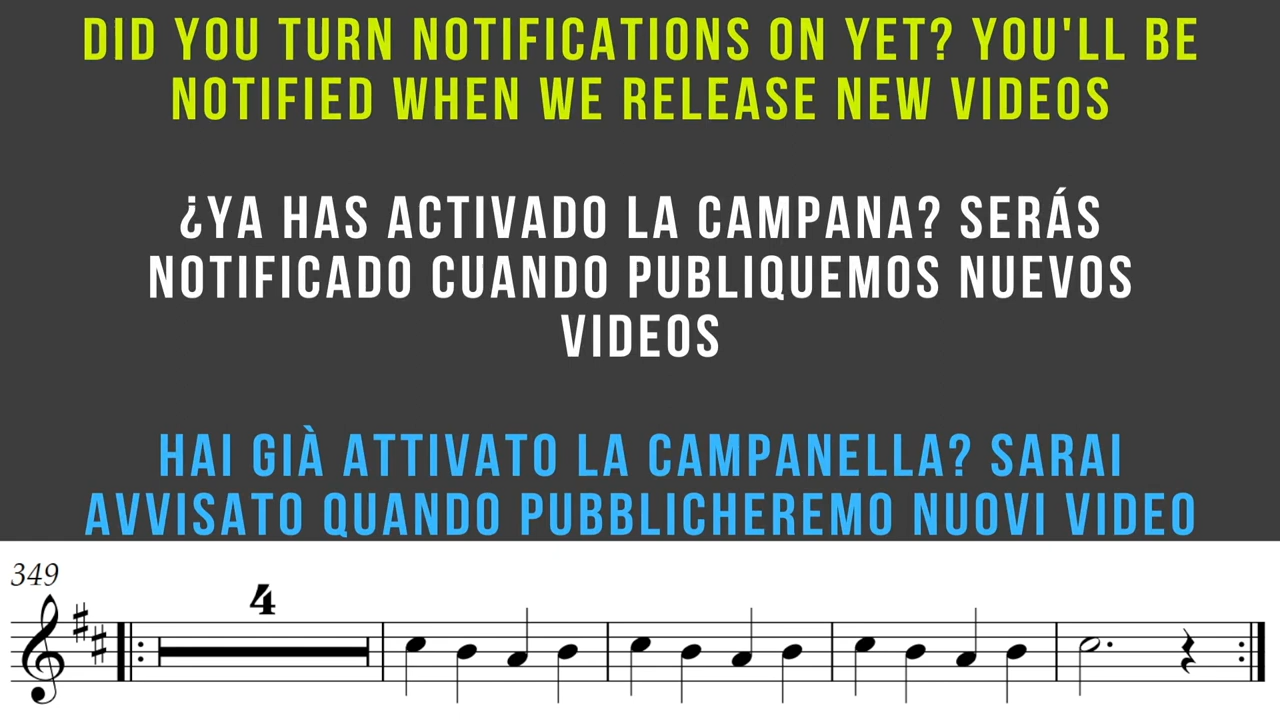 DID YOU TURN NOTIFICATIONS ON YET? YOU'LL BE
NOTIFIED WHEN WE RELEASE NEW VIDEOS
¿YA HAS ACTIVADO LA CAMPANA? SERÁS
NOTIFICADO CUANDO PUBLIQUEMOS NUEVOS
VIDEOS
HAI GIÀ ATTIVATO LA CAMPANELLA? SARAI
AVVISATO QUANDO PUBBLICHEREMO NUOVI VIDEO
349
4